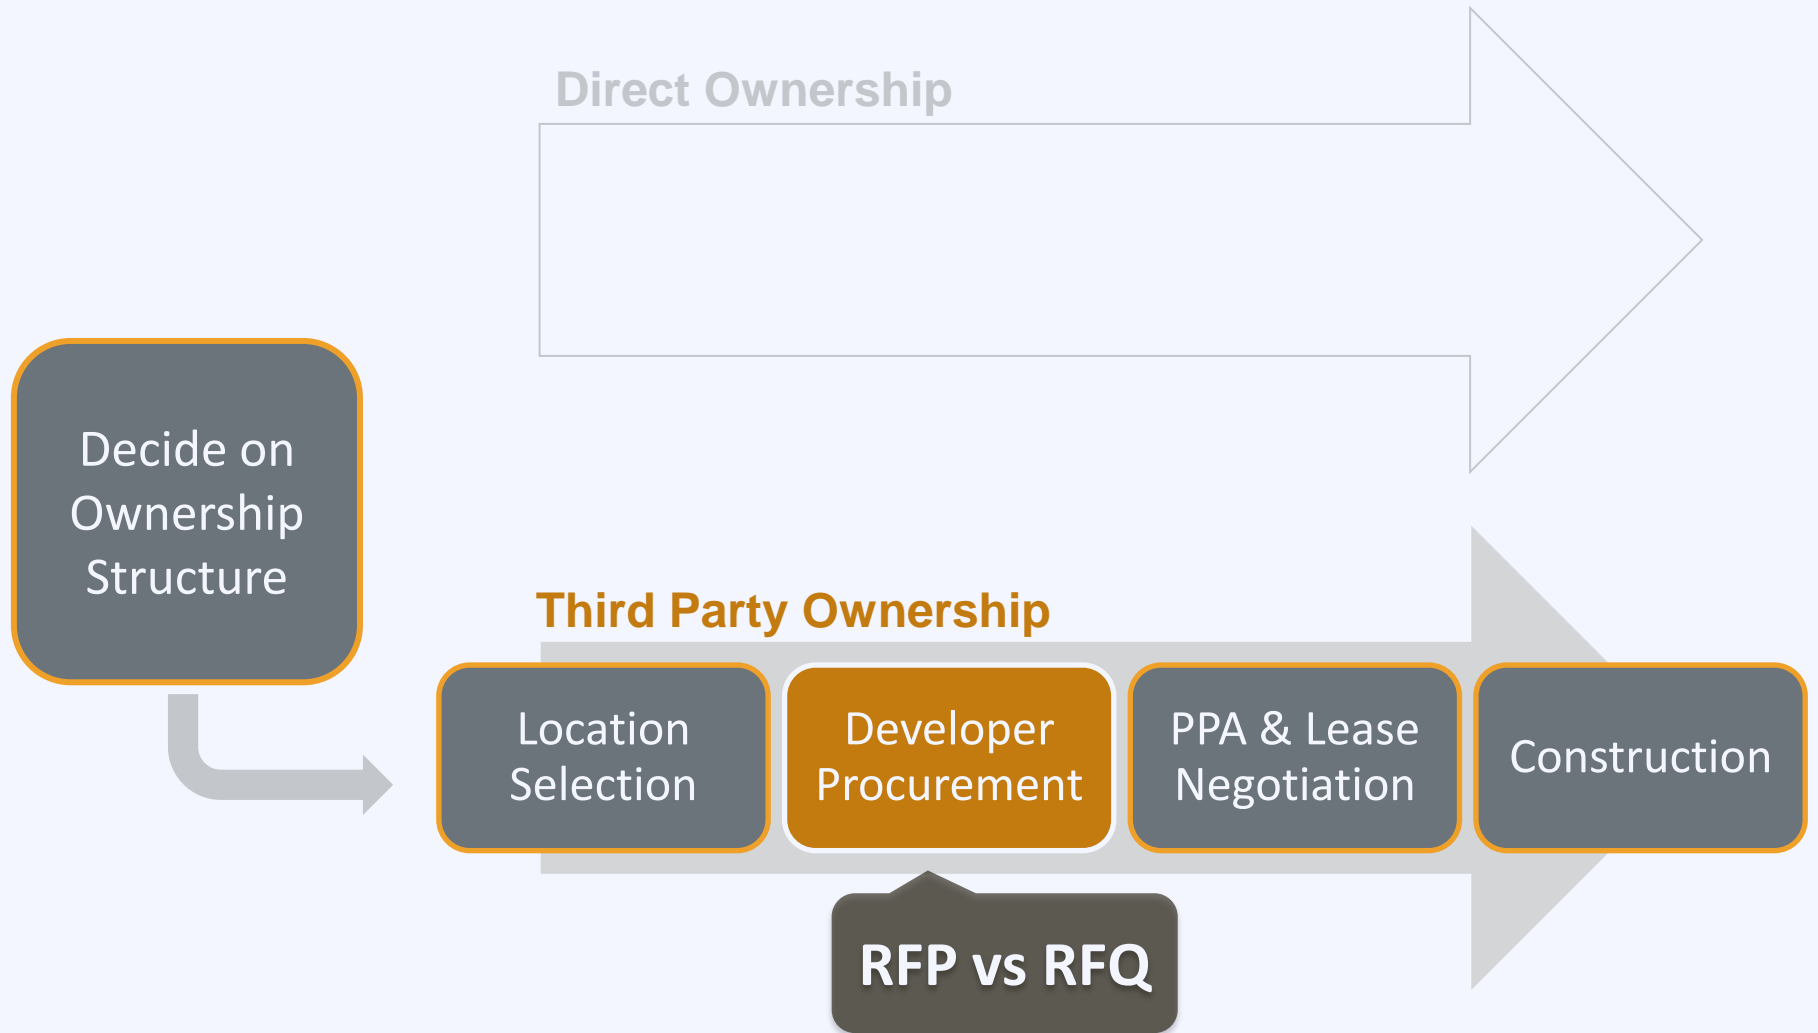 Direct Ownership
Decide on
Ownership
Structure
Third Party Ownership
Location
Selection
Developer
Procurement
PPA & Lease
Negotiation
Construction
RFP vs RFQ